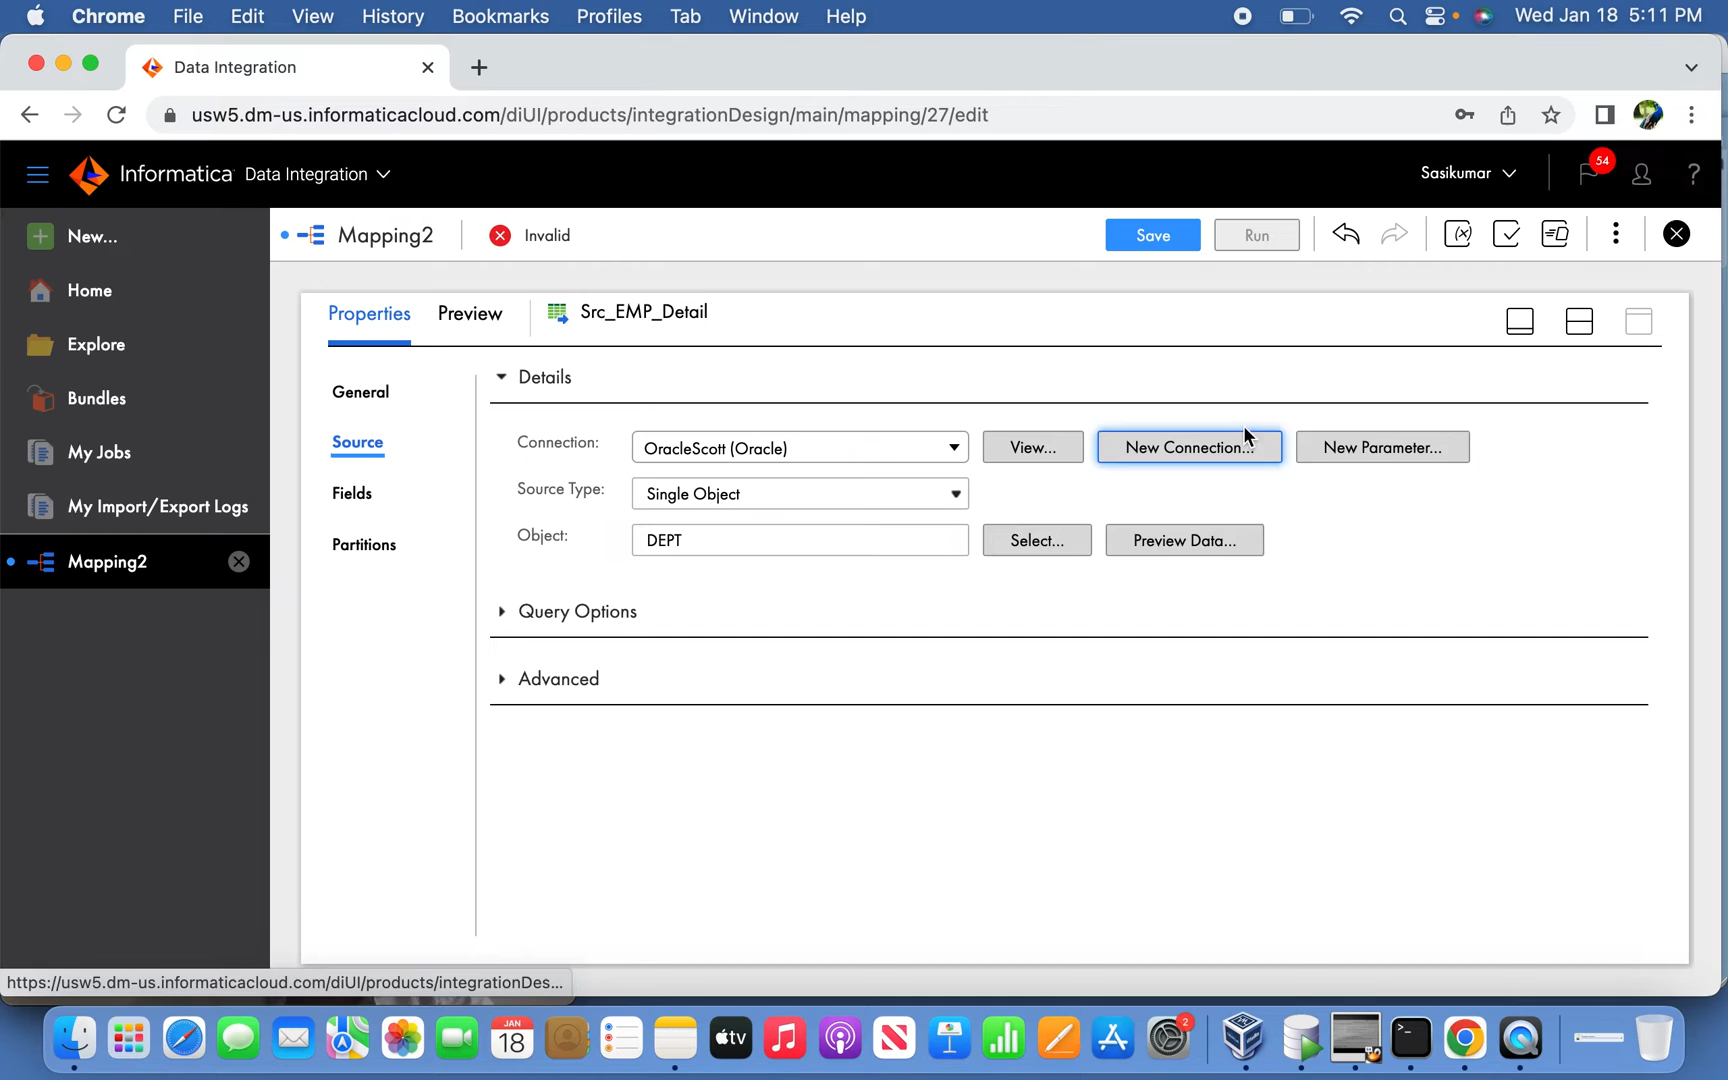 Chrome File Edit View History Bookmarks Profiles Tab Window Help Wed Jan 18 5:11 PM
Data Integration
usw5.dm-us.informaticacloud.com/diUI/products/integrationDesign/main/mapping/27/edit
Informatica Data Integration Sasikumar 54 ?
New...
Home
Explore
Bundles
My Jobs
My Import/Export Logs
Mapping2
Mapping2 Invalid Save Run
Properties Preview Src_EMP_Detail
General
Source
Fields
Partitions
Details
Connection: OracleScott (Oracle) View... New Connection... New Parameter...
Source Type: Single Object
Object: DEPT Select... Preview Data...
Query Options
Advanced
https://usw5.dm-us.informaticacloud.com/diUI/products/integrationDes...
JAN
18
tv
2